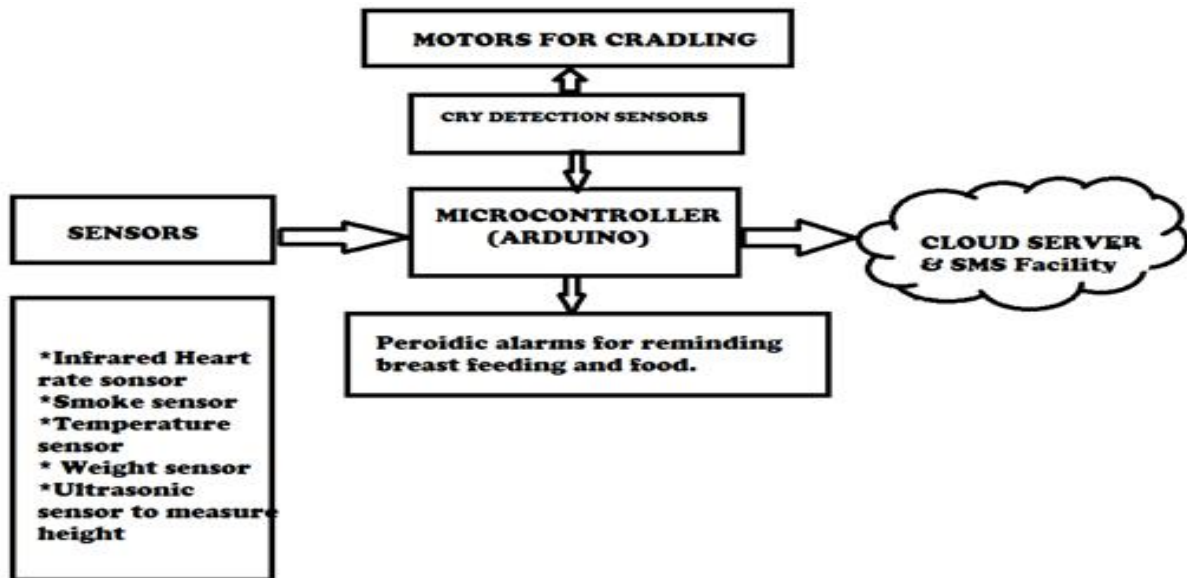 MOTORS FOR CRADLING
CRY DETECTION SENSORS
SENSORS
MICROCONTROLLER
(ARDUINO)
CLOUD SERVER
& SMS Facility
Peroidic alarms for reminding
breast feeding and food.
*Infrared Heart
rate sonsor
*Smoke sensor
*Temperature
sensor
* Weight sensor
*Ultrasonic
sensor to measure
height